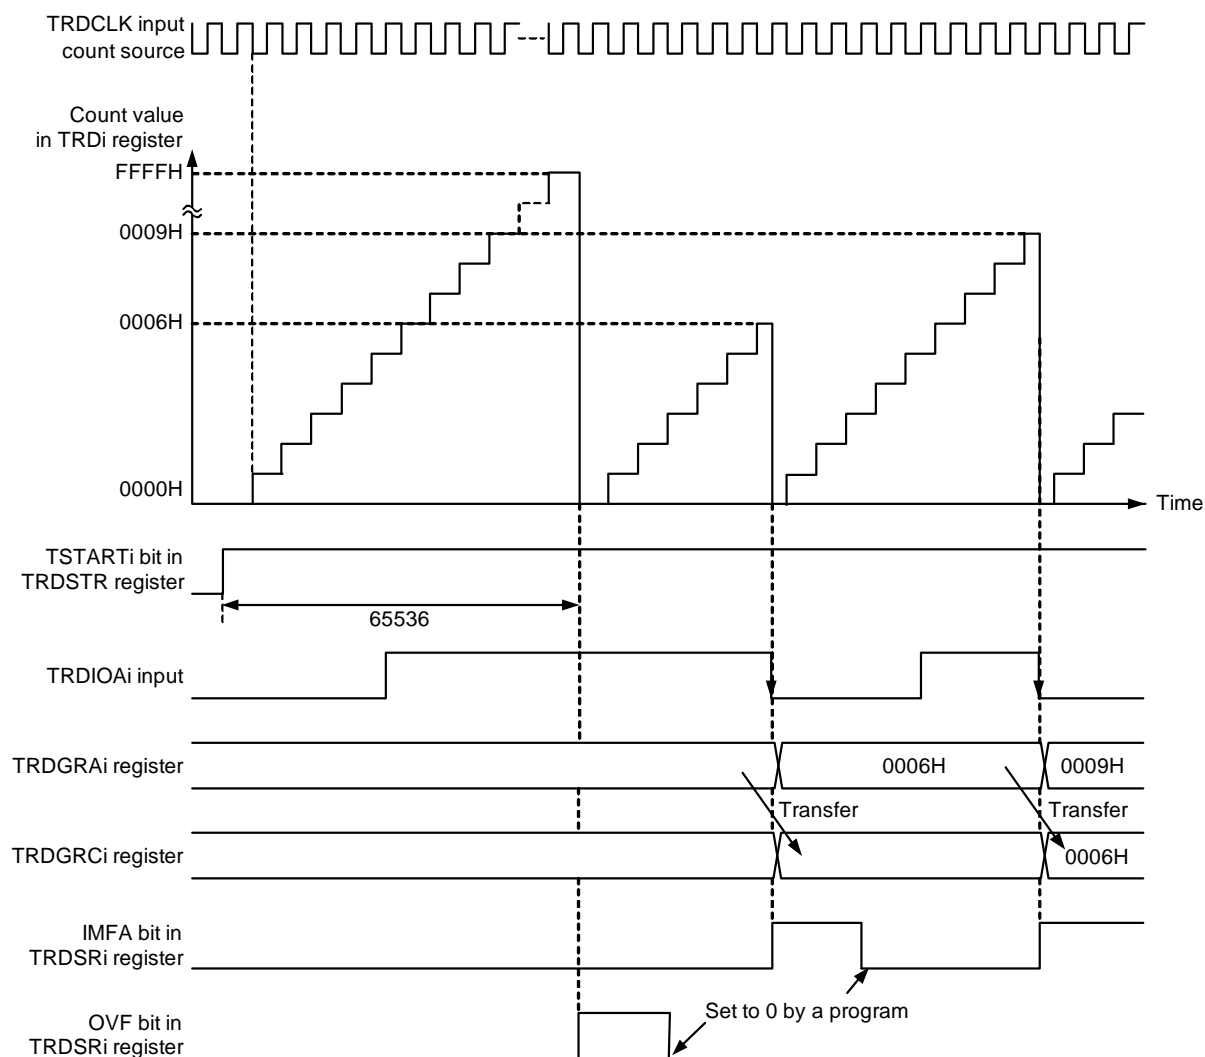 TRDCLK input
count source
Count value
in TRDi register
FFFFH
0009H
0006H
0000H
Time
TSTARTi bit in
TRDSTR register
65536
TRDIOAi input
TRDGRAi register
0006H
0009H
Transfer
Transfer
TRDGRCi register
0006H
IMFA bit in
TRDSRi register
Set to 0 by a program
OVF bit in
TRDSRi register